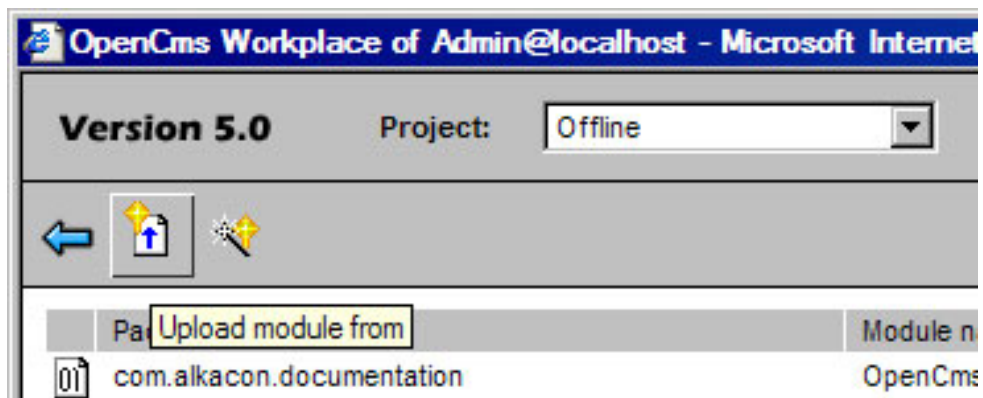 OpenCms Workplace of Admin@localhost - Microsoft Internet
Version 5.0 Project: Offline
Upload module from
Module
com.alkacon.documentation OpenCms